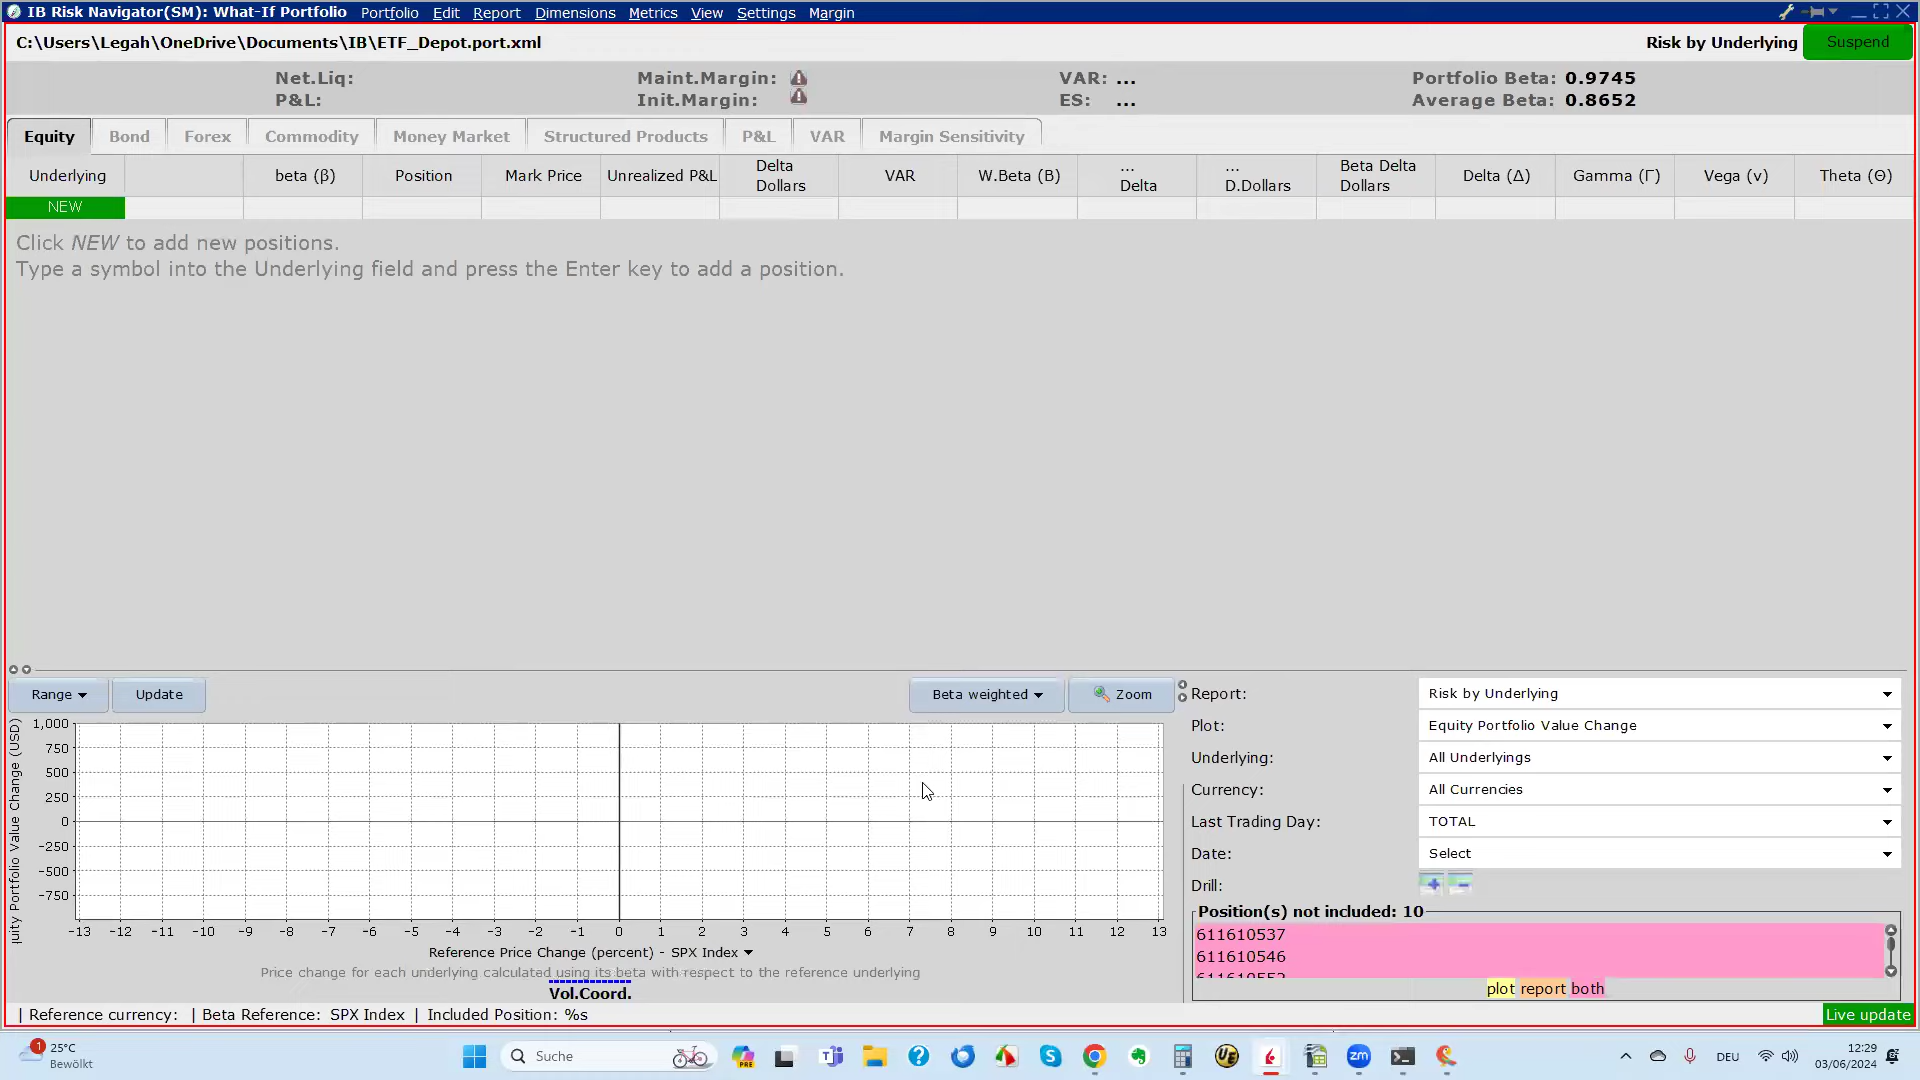 IB Risk Navigator(SM): What-If Portfolio Portfolio Edit Report Dimensions Metrics View Settings Margin
C:\Users\Legah\OneDrive\Documents\IB\ETF_Depot.port.xml Risk by Underlying Suspend
Net.Liq: Maint.Margin: VAR: ... Portfolio Beta: 0.9745
P&L: Init.Margin: ES: ... Average Beta: 0.8652
Equity Bond Forex Commodity Money Market Structured Products P&L VAR Margin Sensitivity
Underlying beta (β) Position Mark Price Unrealized P&L Delta Dollars VAR W.Beta (B) ... Delta ... D.Dollars Beta Delta Dollars Delta (Δ) Gamma (Γ) Vega (v) Theta (Θ)
NEW
Click NEW to add new positions.
Type a symbol into the Underlying field and press the Enter key to add a position.
Range Update Beta weighted Zoom
1,000
750
500
250
0
-250
-500
-750
-13 -12 -11 -10 -9 -8 -7 -6 -5 -4 -3 -2 -1 0 1 2 3 4 5 6 7 8 9 10 11 12 13
uity Portfolio Value Change (USD)
Reference Price Change (percent) - SPX Index
Price change for each underlying calculated using its beta with respect to the reference underlying
Vol.Coord.
Report: Risk by Underlying
Plot: Equity Portfolio Value Change
Underlying: All Underlyings
Currency: All Currencies
Last Trading Day: TOTAL
Date: Select
Drill:
Position(s) not included: 10
611610537
611610546
611610552
plot report both
| Reference currency: | Beta Reference: SPX Index | Included Position: %s Live update
1 25°C
Bewölkt
Suche
PRE
UE
zm
DEU
12:29
03/06/2024